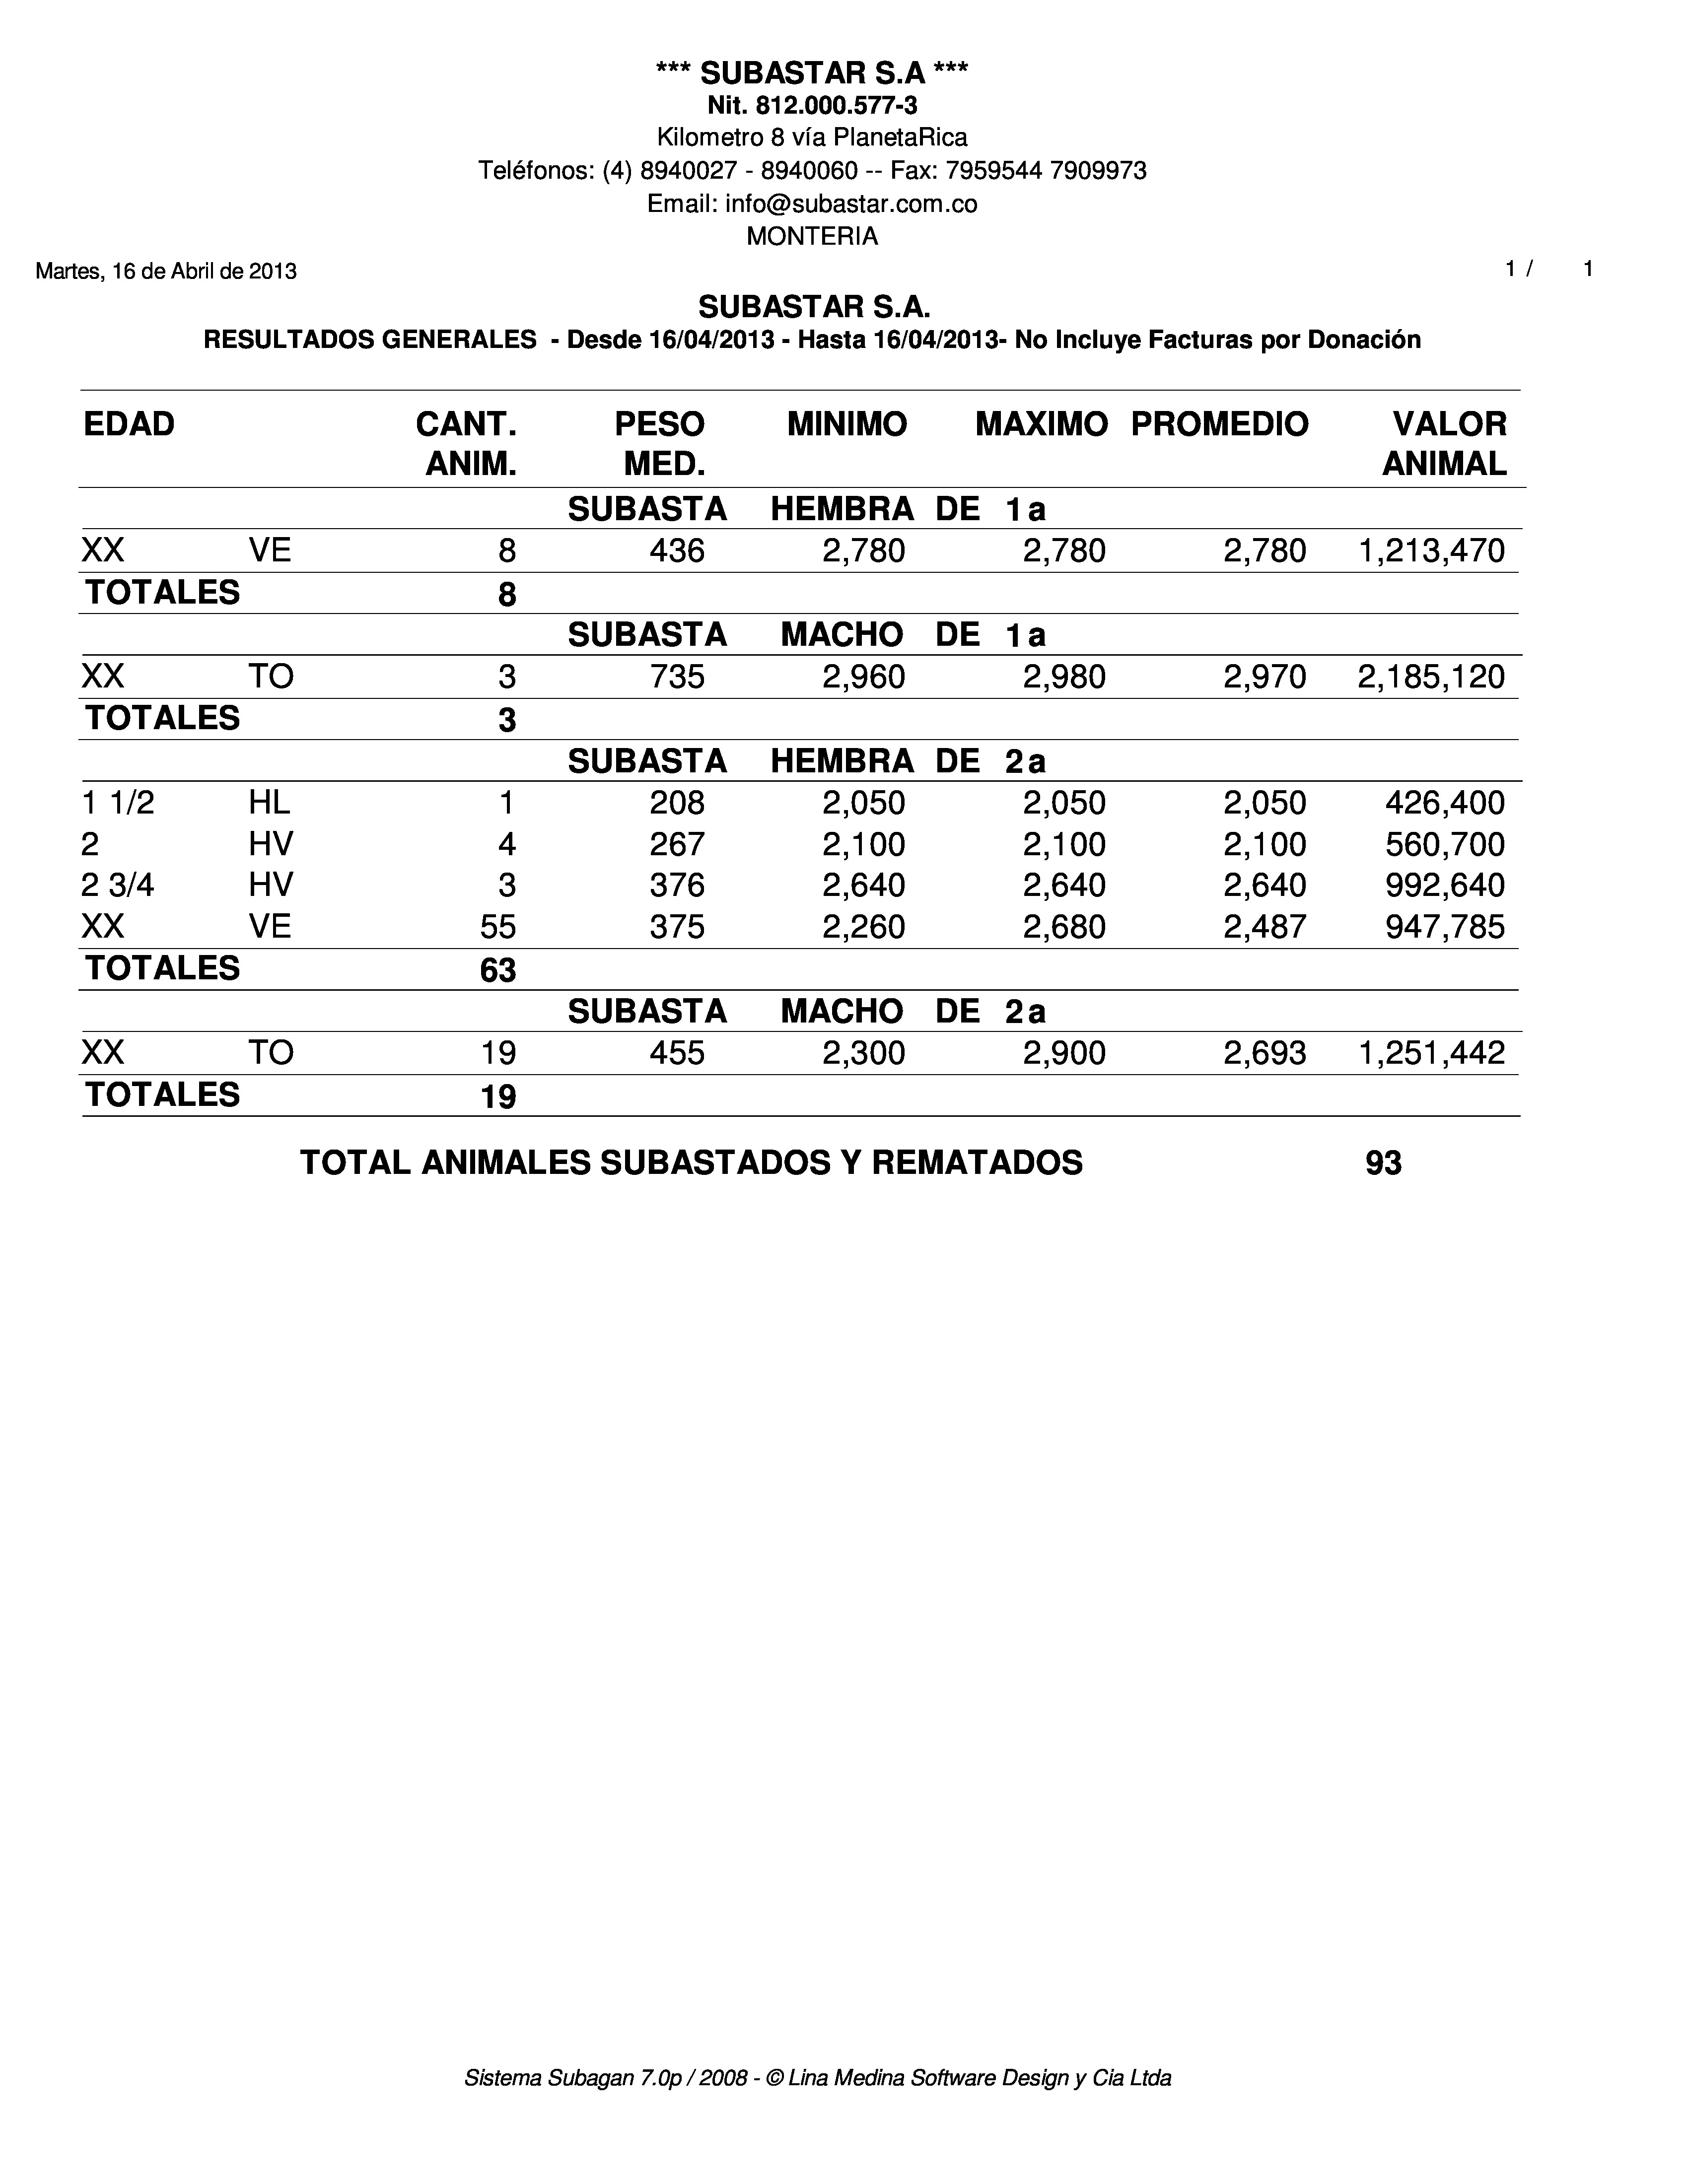 *** SUBASTAR S.A ***
Nit. 812.000.577-3
Kilometro 8 vía PlanetaRica
Teléfonos: (4) 8940027 - 8940060 -- Fax: 7959544 7909973
Email: info@subastar.com.co
MONTERIA
Martes, 16 de Abril de 2013 1 / 1
SUBASTAR S.A.
RESULTADOS GENERALES - Desde 16/04/2013 - Hasta 16/04/2013- No Incluye Facturas por Donación
EDAD CANT. PESO MINIMO MAXIMO PROMEDIO VALOR
ANIM. MED. ANIMAL
SUBASTA HEMBRA DE 1a
XX VE 8 436 2,780 2,780 2,780 1,213,470
TOTALES 8
SUBASTA MACHO DE 1a
XX TO 3 735 2,960 2,980 2,970 2,185,120
TOTALES 3
SUBASTA HEMBRA DE 2a
1 1/2 HL 1 208 2,050 2,050 2,050 426,400
2 HV 4 267 2,100 2,100 2,100 560,700
2 3/4 HV 3 376 2,640 2,640 2,640 992,640
XX VE 55 375 2,260 2,680 2,487 947,785
TOTALES 63
SUBASTA MACHO DE 2a
XX TO 19 455 2,300 2,900 2,693 1,251,442
TOTALES 19
TOTAL ANIMALES SUBASTADOS Y REMATADOS 93
Sistema Subagan 7.0p / 2008 - © Lina Medina Software Design y Cia Ltda